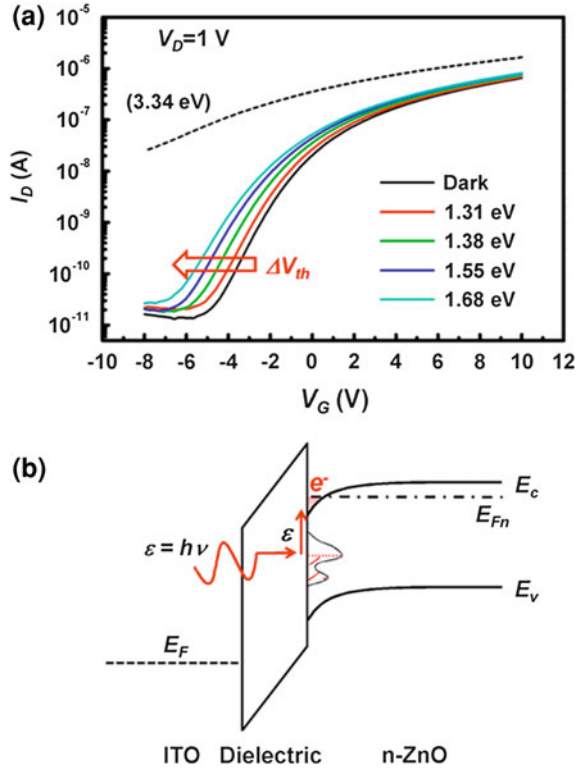 (a)
V_D=1 V
(3.34 eV)
10^-5
10^-6
10^-7
10^-8
10^-9
10^-10
10^-11
I_D (A)
Dark
1.31 eV
1.38 eV
1.55 eV
1.68 eV
ΔV_th
-10 -8 -6 -4 -2 0 2 4 6 8 10 12
V_G (V)
(b)
e-
E_c
E_Fn
ε = hν
ε
E_v
E_F
ITO Dielectric n-ZnO